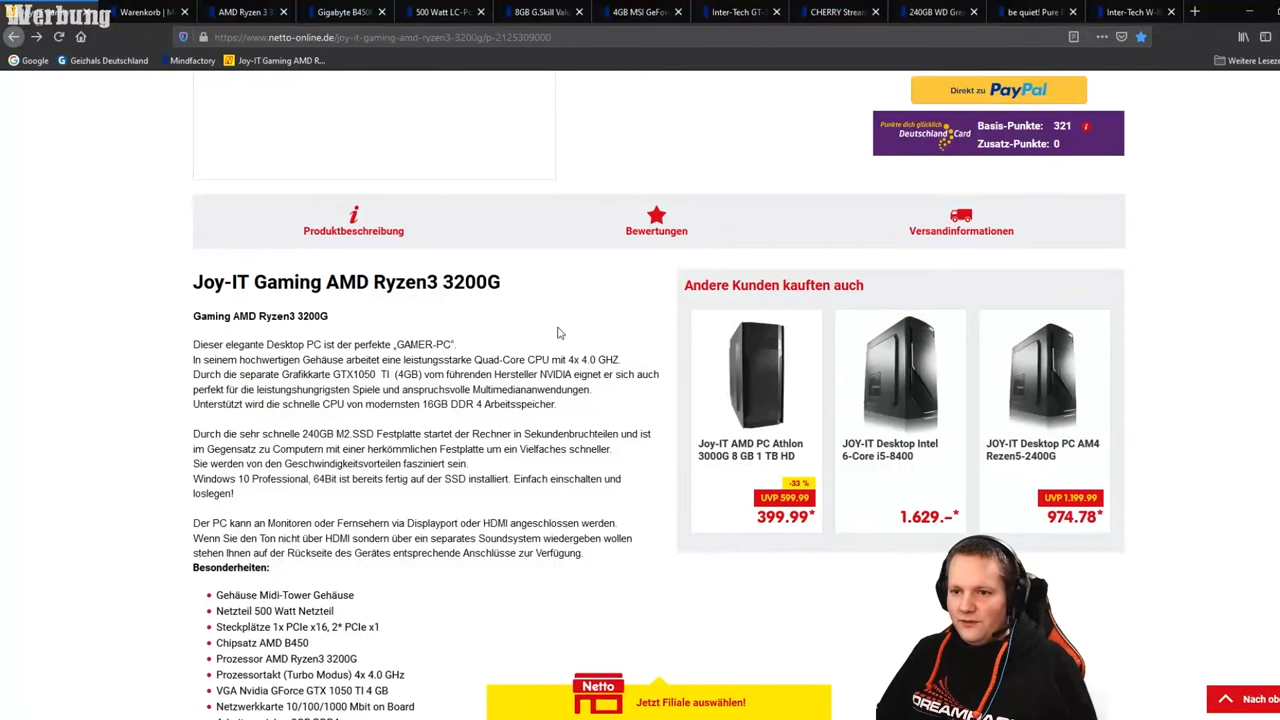 Werbung
Warenkorb | M
AMD Ryzen 3
Gigabyte B450
500 Watt
8GB G.Skill Valu
4GB MSI GeFo
Inter-
CHERRY Stream
240GB WD Gre
be quiet! Pure
Inter-Tech W-
https://www.netto-online.de/joy-it-gaming-amd-ryzen3-3200g/p-2125309000
Google
Geizhals Deutschland
Mindfactory
Joy-IT Gaming AMD R...
Weitere Leseze
Direkt zu PayPal
Punkte dich glücklich
DeutschlandCard
Basis-Punkte: 321
Zusatz-Punkte: 0
Produktbeschreibung
Bewertungen
Versandinformationen
Joy-IT Gaming AMD Ryzen3 3200G
Gaming AMD Ryzen3 3200G
Dieser elegante Desktop PC ist der perfekte „GAMER-PC“.
In seinem hochwertigen Gehäuse arbeitet eine leistungsstarke Quad-Core CPU mit 4x 4.0 GHZ.
Durch die separate Grafikkarte GTX1050 TI (4GB) vom führenden Hersteller NVIDIA eignet er sich auch
perfekt für die leistungshungrigsten Spiele und anspruchsvolle Multimediaanwendungen.
Unterstützt wird die schnelle CPU von modernsten 16GB DDR 4 Arbeitsspeicher.
Durch die sehr schnelle 240GB M2.SSD Festplatte startet der Rechner in Sekundenbruchteilen und ist
im Gegensatz zu Computern mit einer herkömmlichen Festplatte um ein Vielfaches schneller.
Sie werden von den Geschwindigkeitsvorteilen fasziniert sein.
Windows 10 Professional, 64Bit ist bereits fertig auf der SSD installiert. Einfach einschalten und
loslegen!
Der PC kann an Monitoren oder Fernsehern via Displayport oder HDMI angeschlossen werden.
Wenn Sie den Ton nicht über HDMI sondern über ein separates Soundsystem wiedergeben wollen
stehen Ihnen auf der Rückseite des Gerätes entsprechende Anschlüsse zur Verfügung.
Besonderheiten:
Gehäuse Midi-Tower Gehäuse
Netzteil 500 Watt Netzteil
Steckplätze 1x PCIe x16, 2* PCIe x1
Chipsatz AMD B450
Prozessor AMD Ryzen3 3200G
Prozessortakt (Turbo Modus) 4x 4.0 GHz
VGA Nvidia GForce GTX 1050 TI 4 GB
Netzwerkkarte 10/100/1000 Mbit on Board
Andere Kunden kauften auch
Joy-IT AMD PC Athlon
3000G 8 GB 1 TB HD
-33 %
UVP 599.99
399.99*
JOY-IT Desktop Intel
6-Core i5-8400
1.629.–*
JOY-IT Desktop PC AM4
Rezen5-2400G
UVP 1.199.99
974.78*
Netto
Jetzt Filiale auswählen!
Nach ob